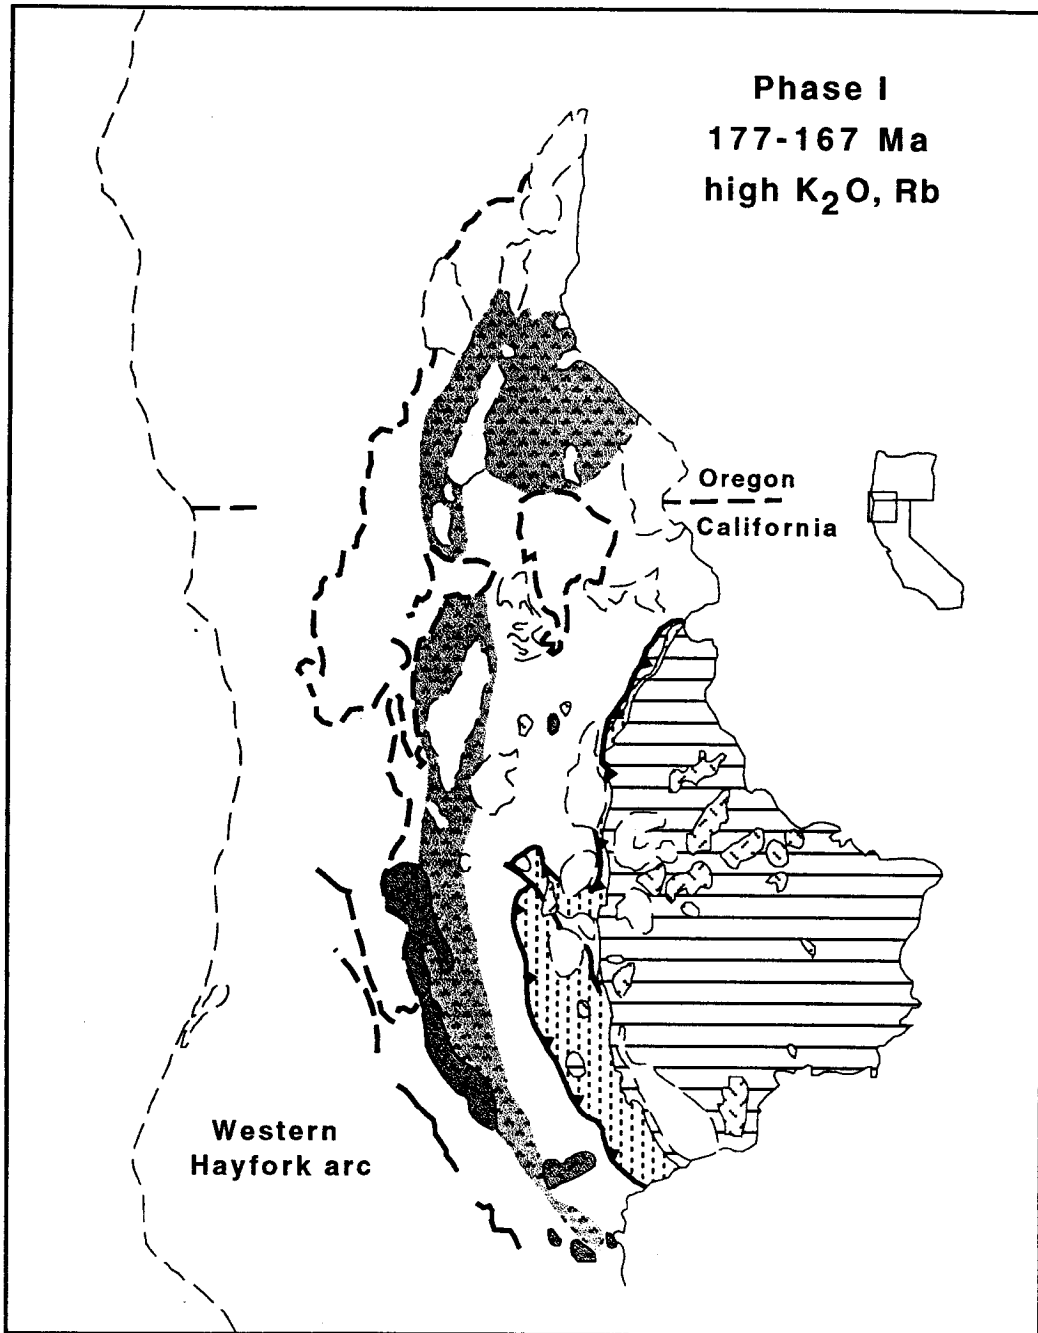 Phase I
177-167 Ma
high K₂O, Rb
Oregon
California
Western
Hayfork arc